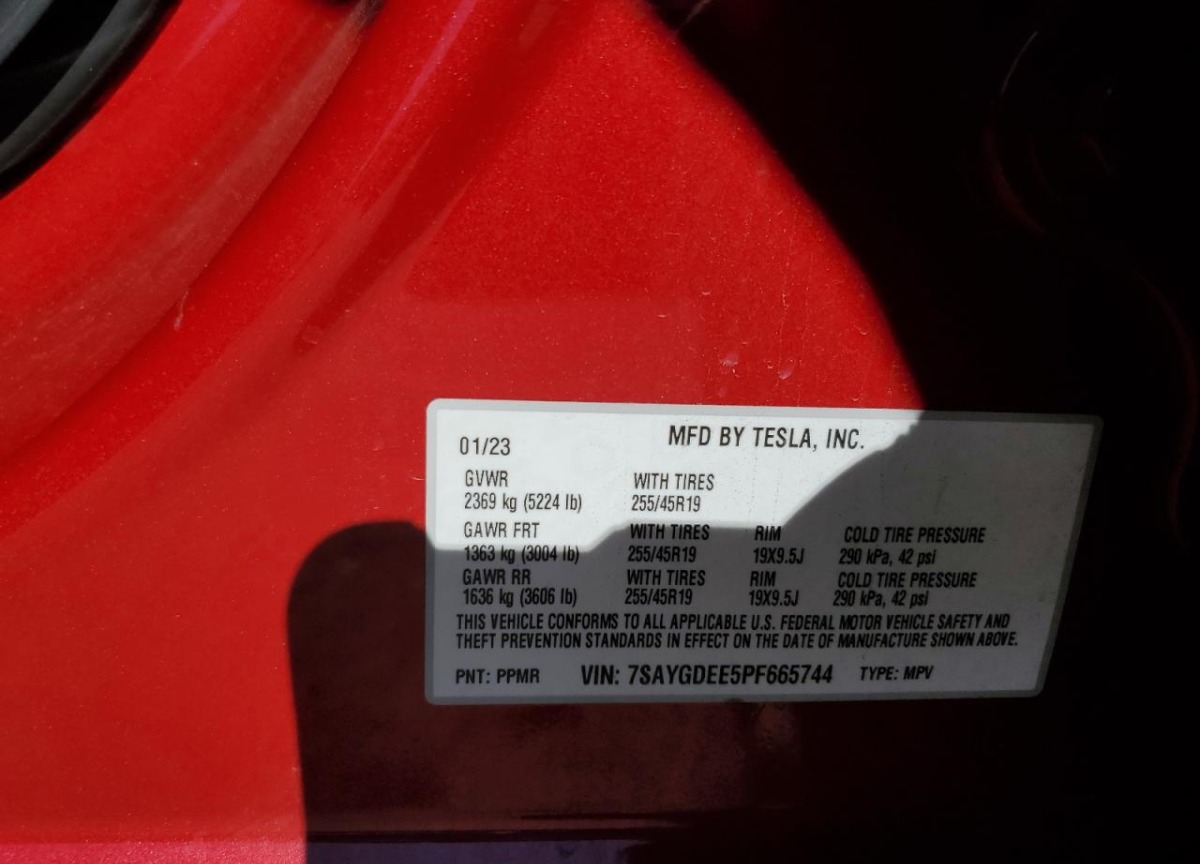 01/23 MFD BY TESLA, INC.
GVWR WITH TIRES
2369 kg (5224 lb) 255/45R19
GAWR FRT WITH TIRES RIM COLD TIRE PRESSURE
1363 kg (3004 lb) 255/45R19 19X9.5J 290 kPa, 42 psi
GAWR RR WITH TIRES RIM COLD TIRE PRESSURE
1636 kg (3606 lb) 255/45R19 19X9.5J 290 kPa, 42 psi
THIS VEHICLE CONFORMS TO ALL APPLICABLE U.S. FEDERAL MOTOR VEHICLE SAFETY AND
THEFT PREVENTION STANDARDS IN EFFECT ON THE DATE OF MANUFACTURE SHOWN ABOVE.
PNT: PPMR VIN: 7SAYGDEE5PF665744 TYPE: MPV